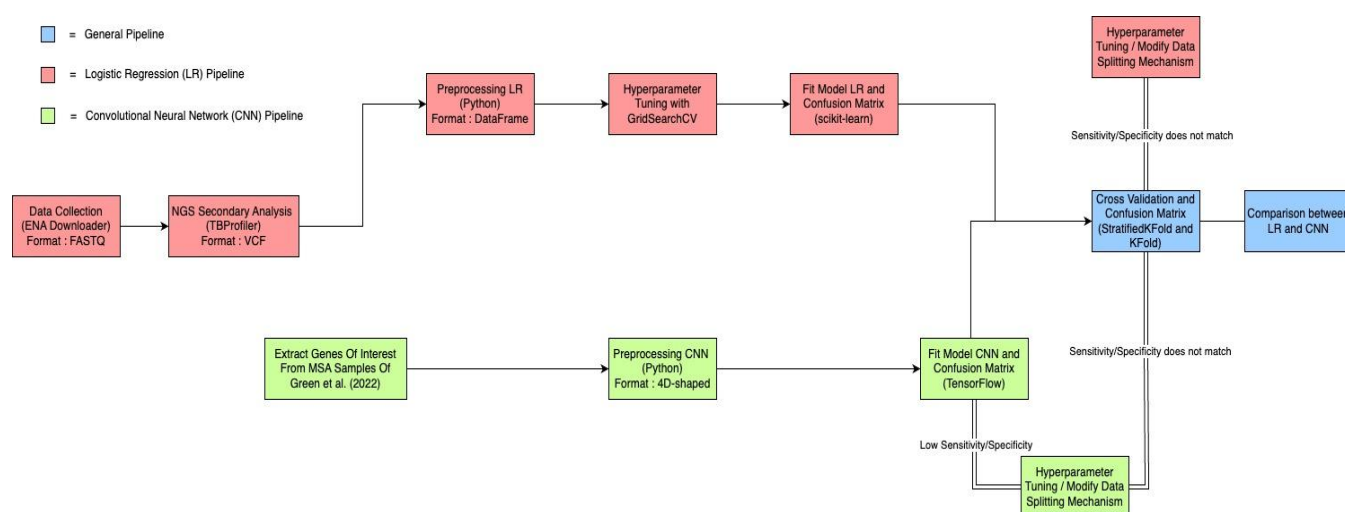 = General Pipeline
= Logistic Regression (LR) Pipeline
= Convolutional Neural Network (CNN) Pipeline
Hyperparameter
Tuning / Modify Data
Splitting Mechanism
Preprocessing LR
(Python)
Format : DataFrame
Hyperparameter
Tuning with
GridSearchCV
Fit Model LR and
Confusion Matrix
(scikit-learn)
Sensitivity/Specificity does not match
Data Collection
(ENA Downloader)
Format : FASTQ
NGS Secondary Analysis
(TBProfiler)
Format : VCF
Cross Validation and
Confusion Matrix
(StratifiedKFold and
KFold)
Comparison between
LR and CNN
Extract Genes Of Interest
From MSA Samples Of
Green et al. (2022)
Preprocessing CNN
(Python)
Format : 4D-shaped
Fit Model CNN and
Confusion Matrix
(TensorFlow)
Sensitivity/Specificity does not match
Low Sensitivity/Specificity
Hyperparameter
Tuning / Modify Data
Splitting Mechanism